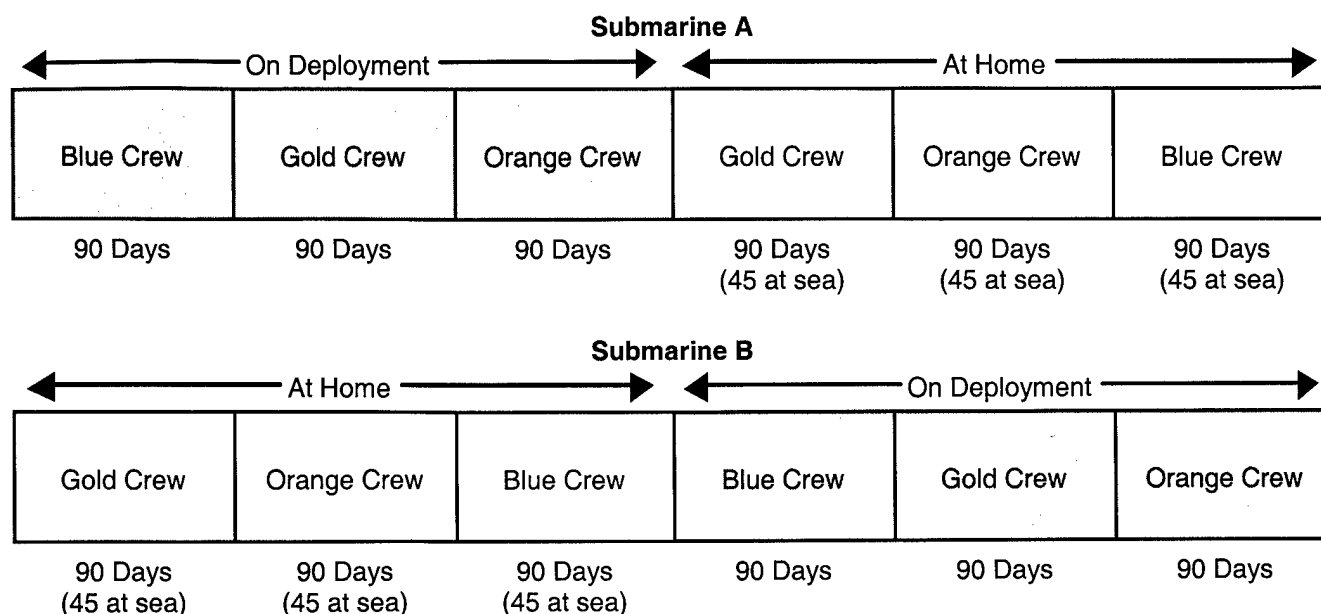 Submarine A
On Deployment At Home
Blue Crew Gold Crew Orange Crew Gold Crew Orange Crew Blue Crew
90 Days 90 Days 90 Days 90 Days 90 Days 90 Days
(45 at sea) (45 at sea) (45 at sea)
Submarine B
At Home On Deployment
Gold Crew Orange Crew Blue Crew Blue Crew Gold Crew Orange Crew
90 Days 90 Days 90 Days 90 Days 90 Days 90 Days
(45 at sea) (45 at sea) (45 at sea)